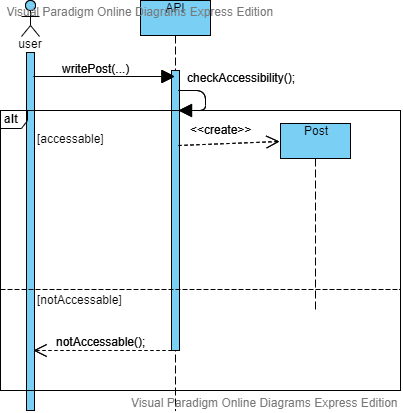 Visual Paradigm Online Diagrams Express Edition
API
user
writePost(...)
checkAccessibility();
alt
[accessable]
<<create>>
Post
[notAccessable]
notAccessable();
Visual Paradigm Online Diagrams Express Edition